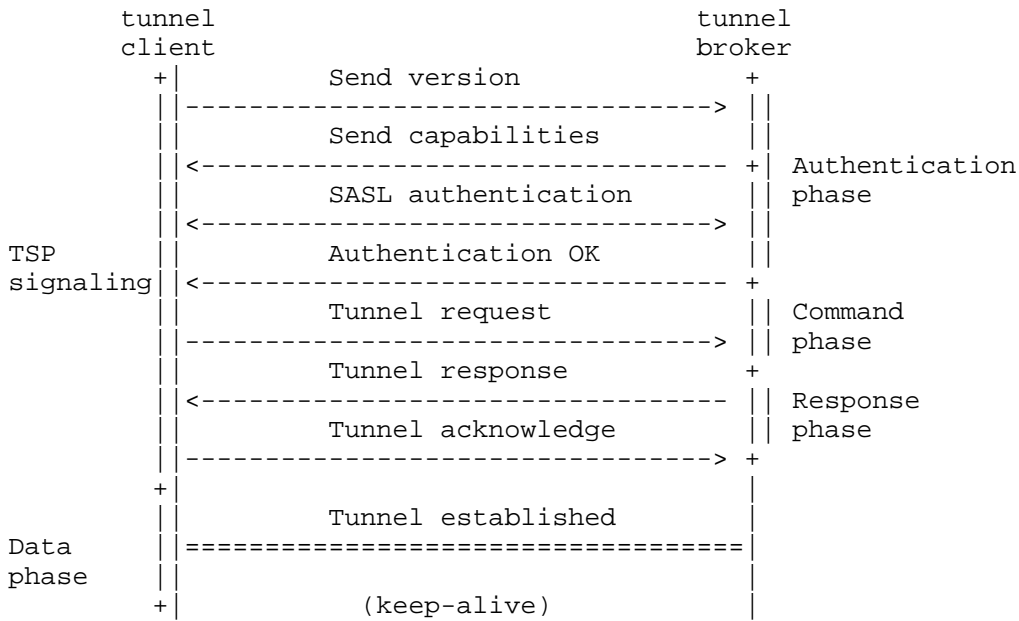 tunnel tunnel
client broker
+| Send version +
||---------------------------------> ||
|| Send capabilities ||
||<--------------------------------- +| Authentication
|| SASL authentication || phase
||<--------------------------------> ||
TSP || Authentication OK ||
signaling||<--------------------------------- +
|| Tunnel request || Command
||---------------------------------> || phase
|| Tunnel response +
||<--------------------------------- || Response
|| Tunnel acknowledge || phase
||---------------------------------> +
+| |
|| Tunnel established |
Data ||===================================|
phase || |
+| (keep-alive) |